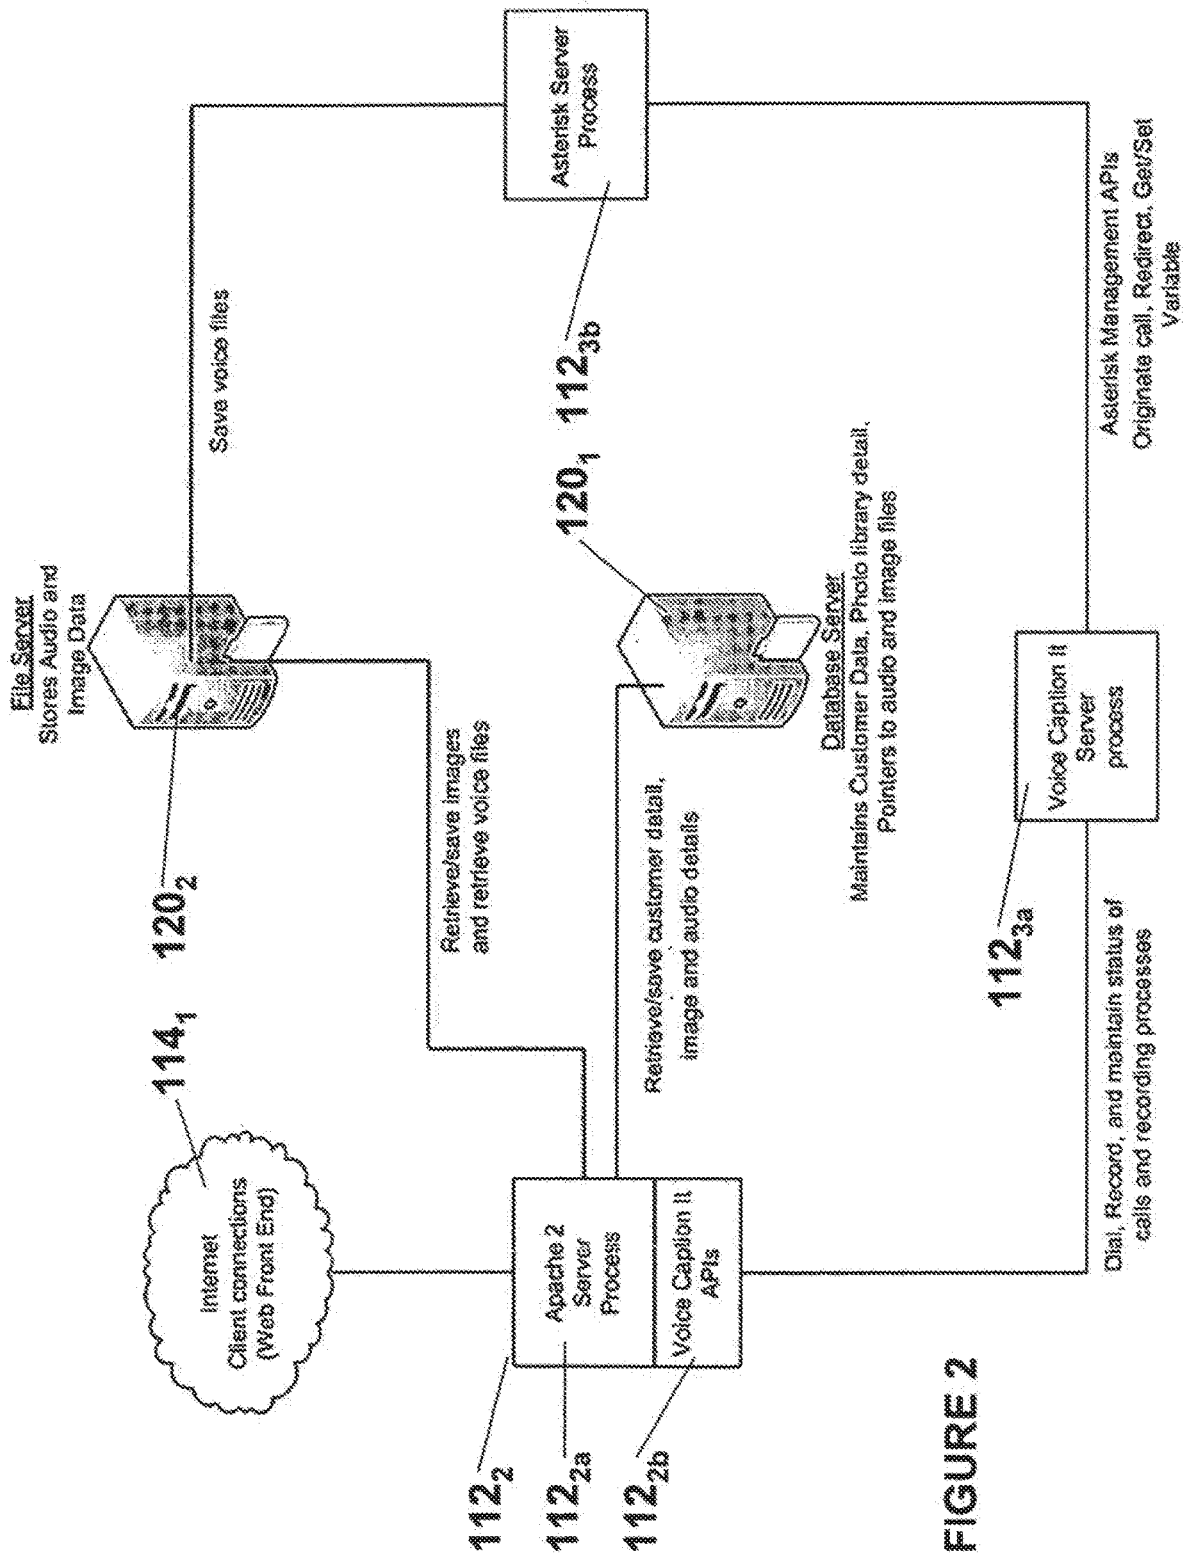 File Server
Stores Audio and
Image Data
114₁
120₂
Save voice files
Internet
Client connections
(Web Front End)
Retrieve/save images
and retrieve voice files
112₂
112₂ₐ
112₂b
Apache 2
Server
Process
Voice Caption II
APIs
Retrieve/save customer detail,
image and audio details
120₁
112₃b
Asterisk Server
Process
Database Server
Maintains Customer Data, Photo library detail,
Pointers to audio and image files
112₃ₐ
Voice Caption II
Server
process
Dial, Record, and maintain status of
calls and recording processes
Asterisk Management APIs
Originate call, Redirect, Get/Set
Variable
FIGURE 2